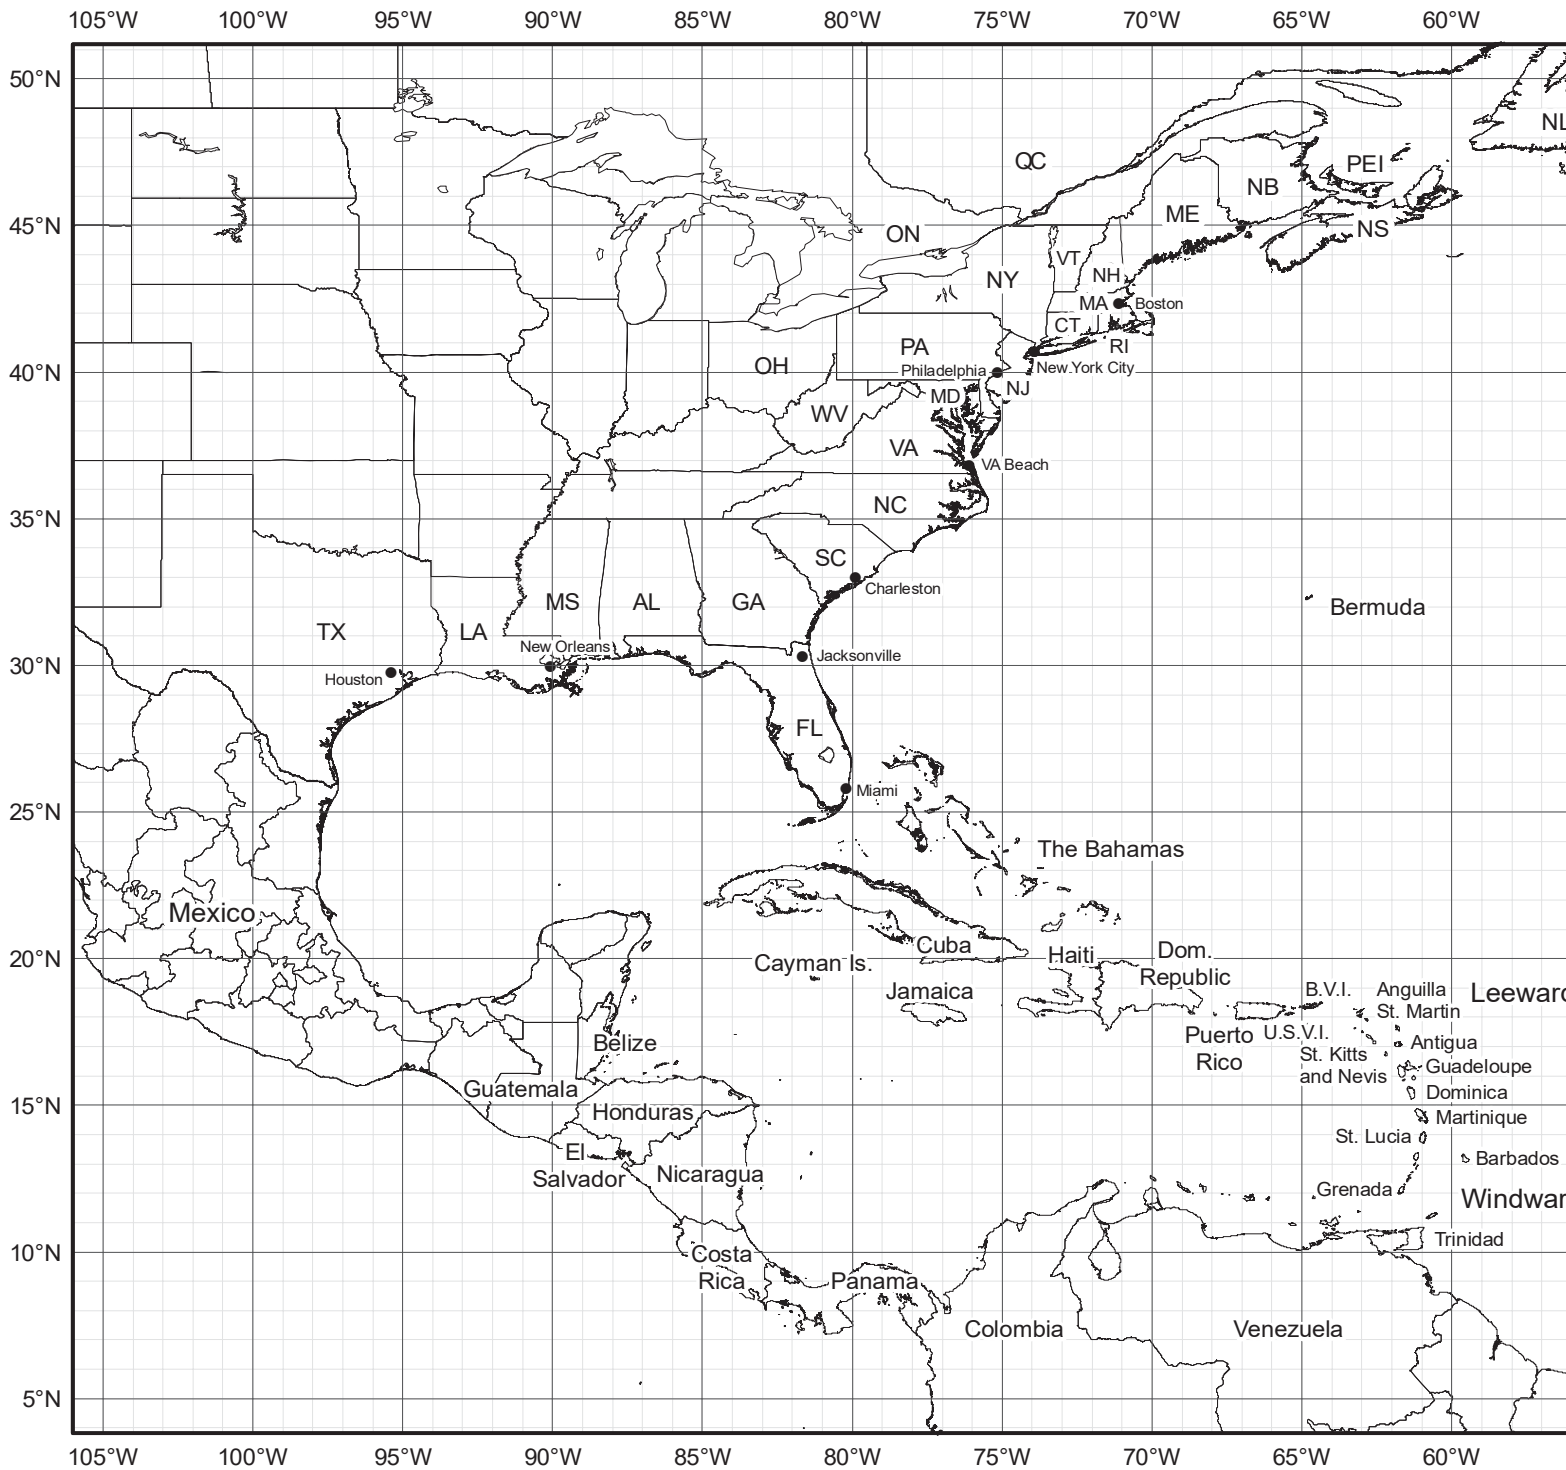 105°W 100°W 95°W 90°W 85°W 80°W 75°W 70°W 65°W 60°W
50°N
NL
QC
PEI
NB
ME
45°N
NS
ON
VT
NH
NY
MA
Boston
CT
RI
PA
OH
New York City
40°N
Philadelphia
NJ
MD
WV
VA
VA Beach
NC
35°N
SC
Charleston
MS
AL
GA
Bermuda
TX
LA
New Orleans
30°N
Jacksonville
Houston
FL
Miami
25°N
The Bahamas
Mexico
Cuba
20°N
Haiti
Dom.
Republic
Cayman Is.
Jamaica
B.V.I.
Anguilla
Leewar
St. Martin
Puerto
Rico
U.S.V.I.
Belize
Antigua
St. Kitts
and Nevis
Guadeloupe
Guatemala
Dominica
15°N
Honduras
Martinique
St. Lucia
El
Salvador
Barbados
Nicaragua
Grenada
Windwar
Trinidad
10°N
Costa
Rica
Panama
Colombia
Venezuela
5°N
105°W 100°W 95°W 90°W 85°W 80°W 75°W 70°W 65°W 60°W